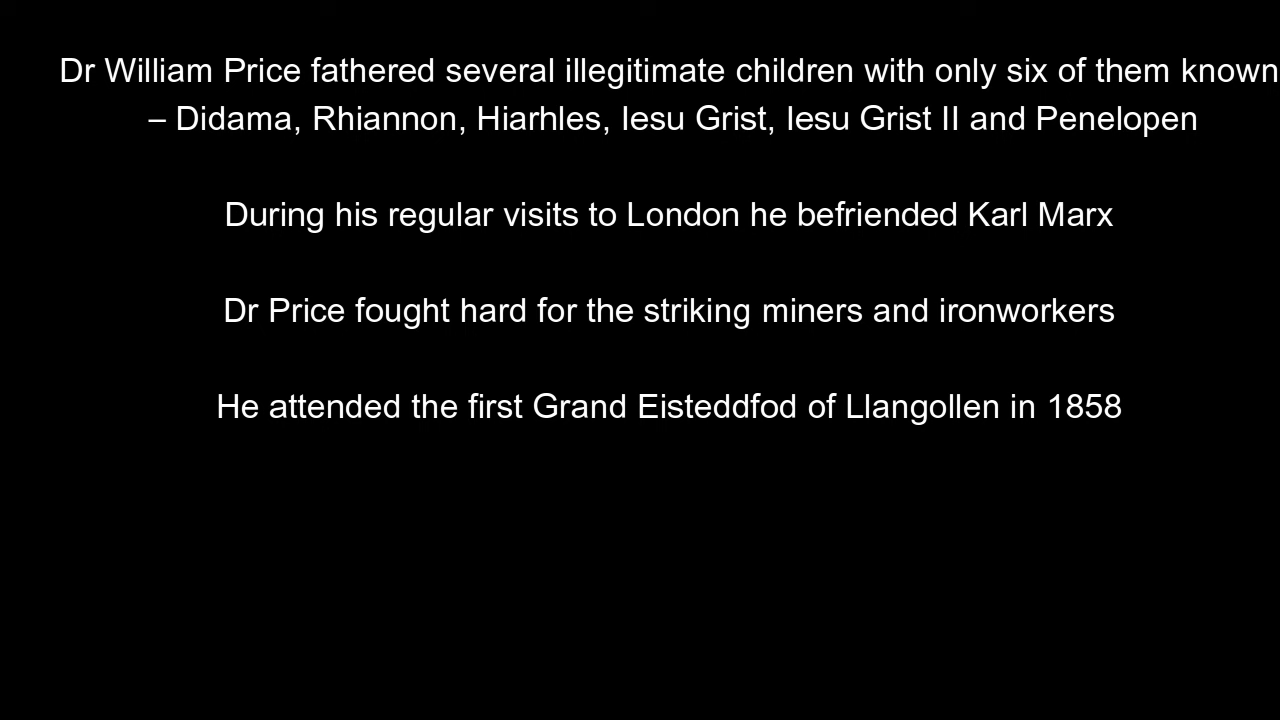 Dr William Price fathered several illegitimate children with only six of them known
– Didama, Rhiannon, Hiarhles, Iesu Grist, Iesu Grist II and Penelopen
During his regular visits to London he befriended Karl Marx
Dr Price fought hard for the striking miners and ironworkers
He attended the first Grand Eisteddfod of Llangollen in 1858